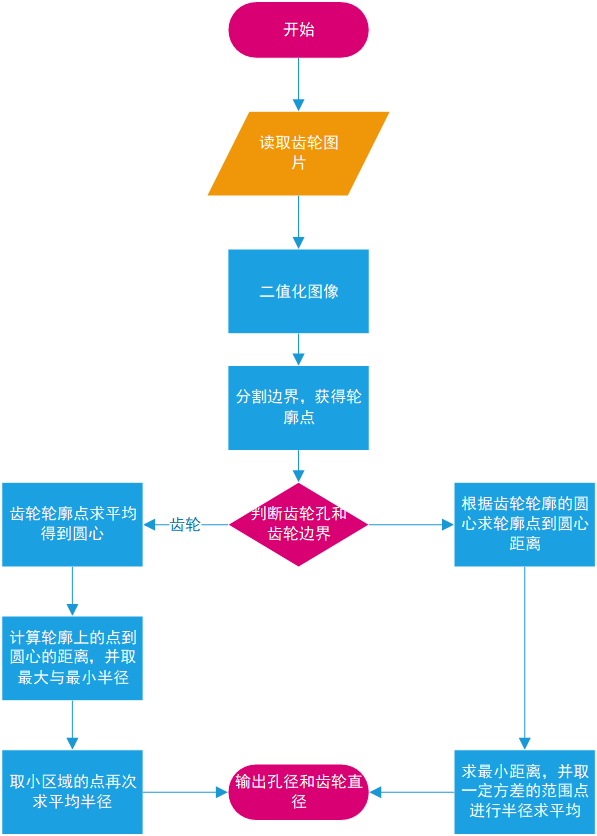 开始
读取齿轮图
片
二值化图像
分割边界，获得轮
廓点
判断齿轮孔和
齿轮边界
齿轮
齿轮轮廓点求平均
得到圆心
计算轮廓上的点到
圆心的距离，并取
最大与最小半径
取小区域的点再次
求平均半径
根据齿轮轮廓的圆
心求轮廓点到圆心
距离
求最小距离，并取
一定方差的范围点
进行半径求平均
输出孔径和齿轮直
径